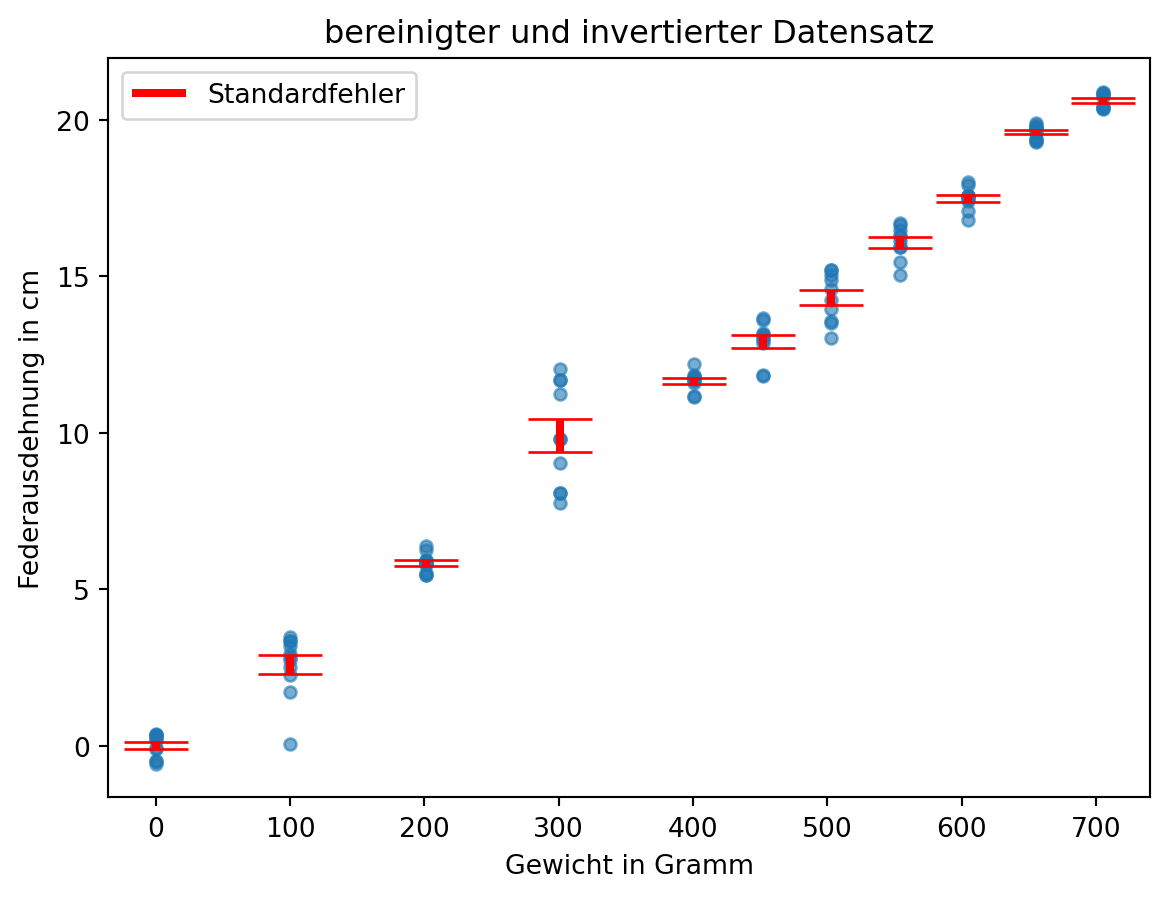 bereinigter und invertierter Datensatz
Standardfehler
Federausdehnung in cm
20
15
10
5
0
0 100 200 300 400 500 600 700
Gewicht in Gramm